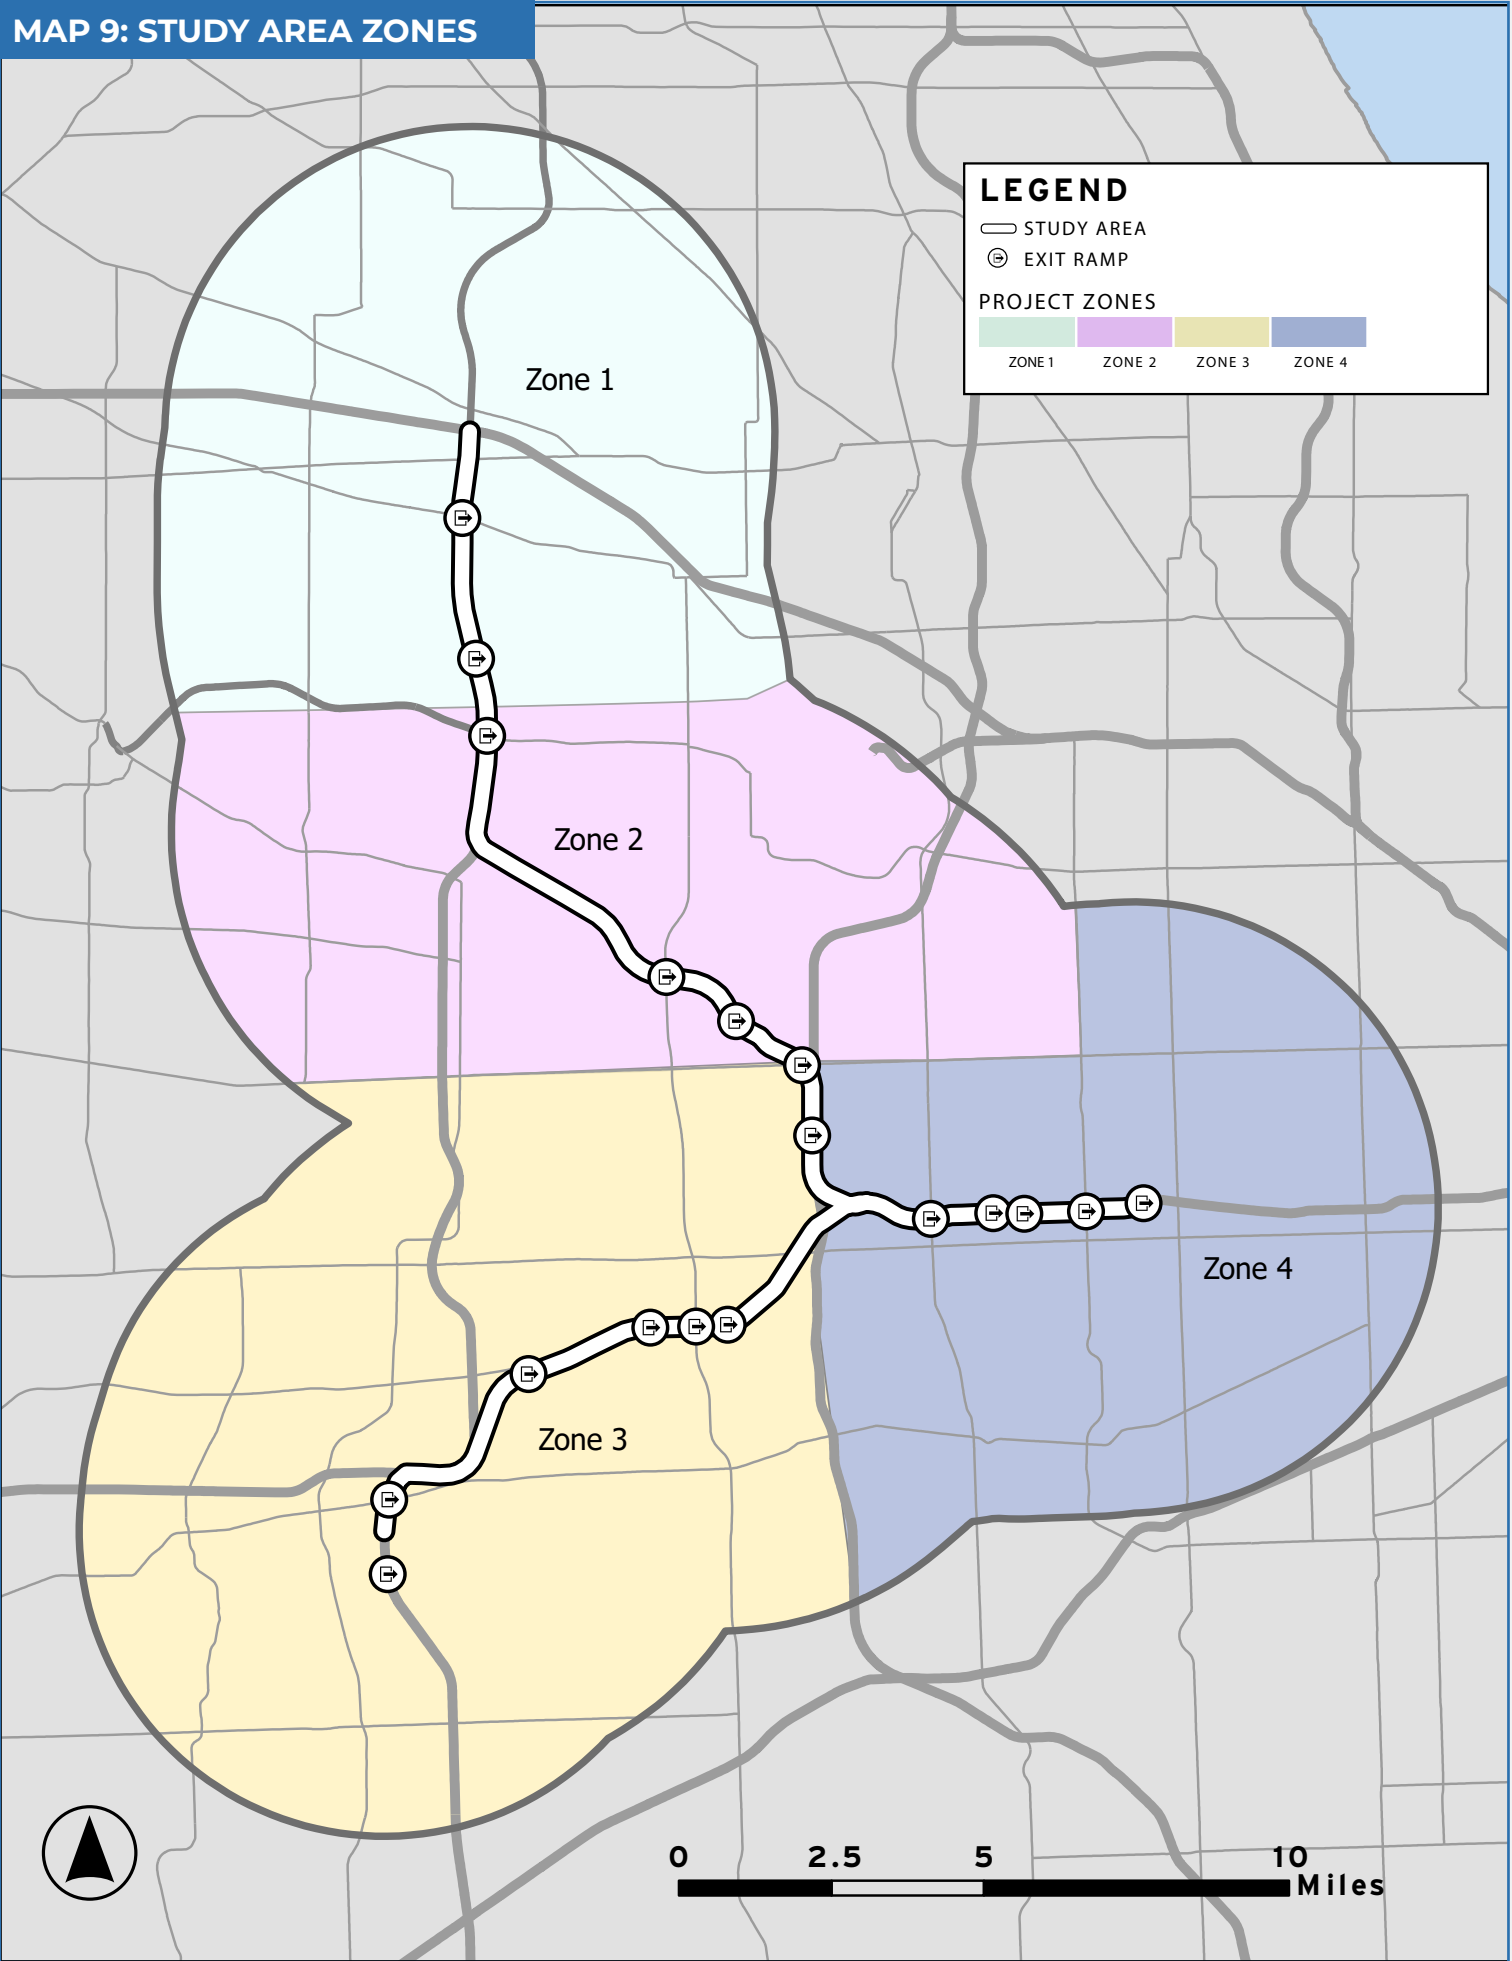 MAP 9: STUDY AREA ZONES
LEGEND
STUDY AREA
EXIT RAMP
PROJECT ZONES
ZONE 1 ZONE 2 ZONE 3 ZONE 4
Zone 1
Zone 2
Zone 4
Zone 3
0 2.5 5 10
Miles